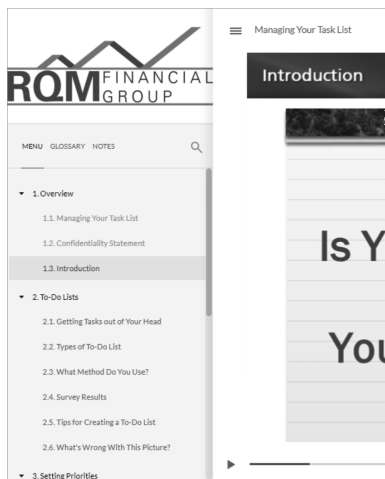 RQM FINANCIAL
GROUP
MENU GLOSSARY NOTES
1. Overview
1.1. Managing Your Task List
1.2. Confidentiality Statement
1.3. Introduction
2. To-Do Lists
2.1. Getting Tasks out of Your Head
2.2. Types of To-Do List
2.3. What Method Do You Use?
2.4. Survey Results
2.5. Tips for Creating a To-Do List
2.6. What's Wrong With This Picture?
3. Setting Priorities
Managing Your Task List
Introduction
Is Y
You